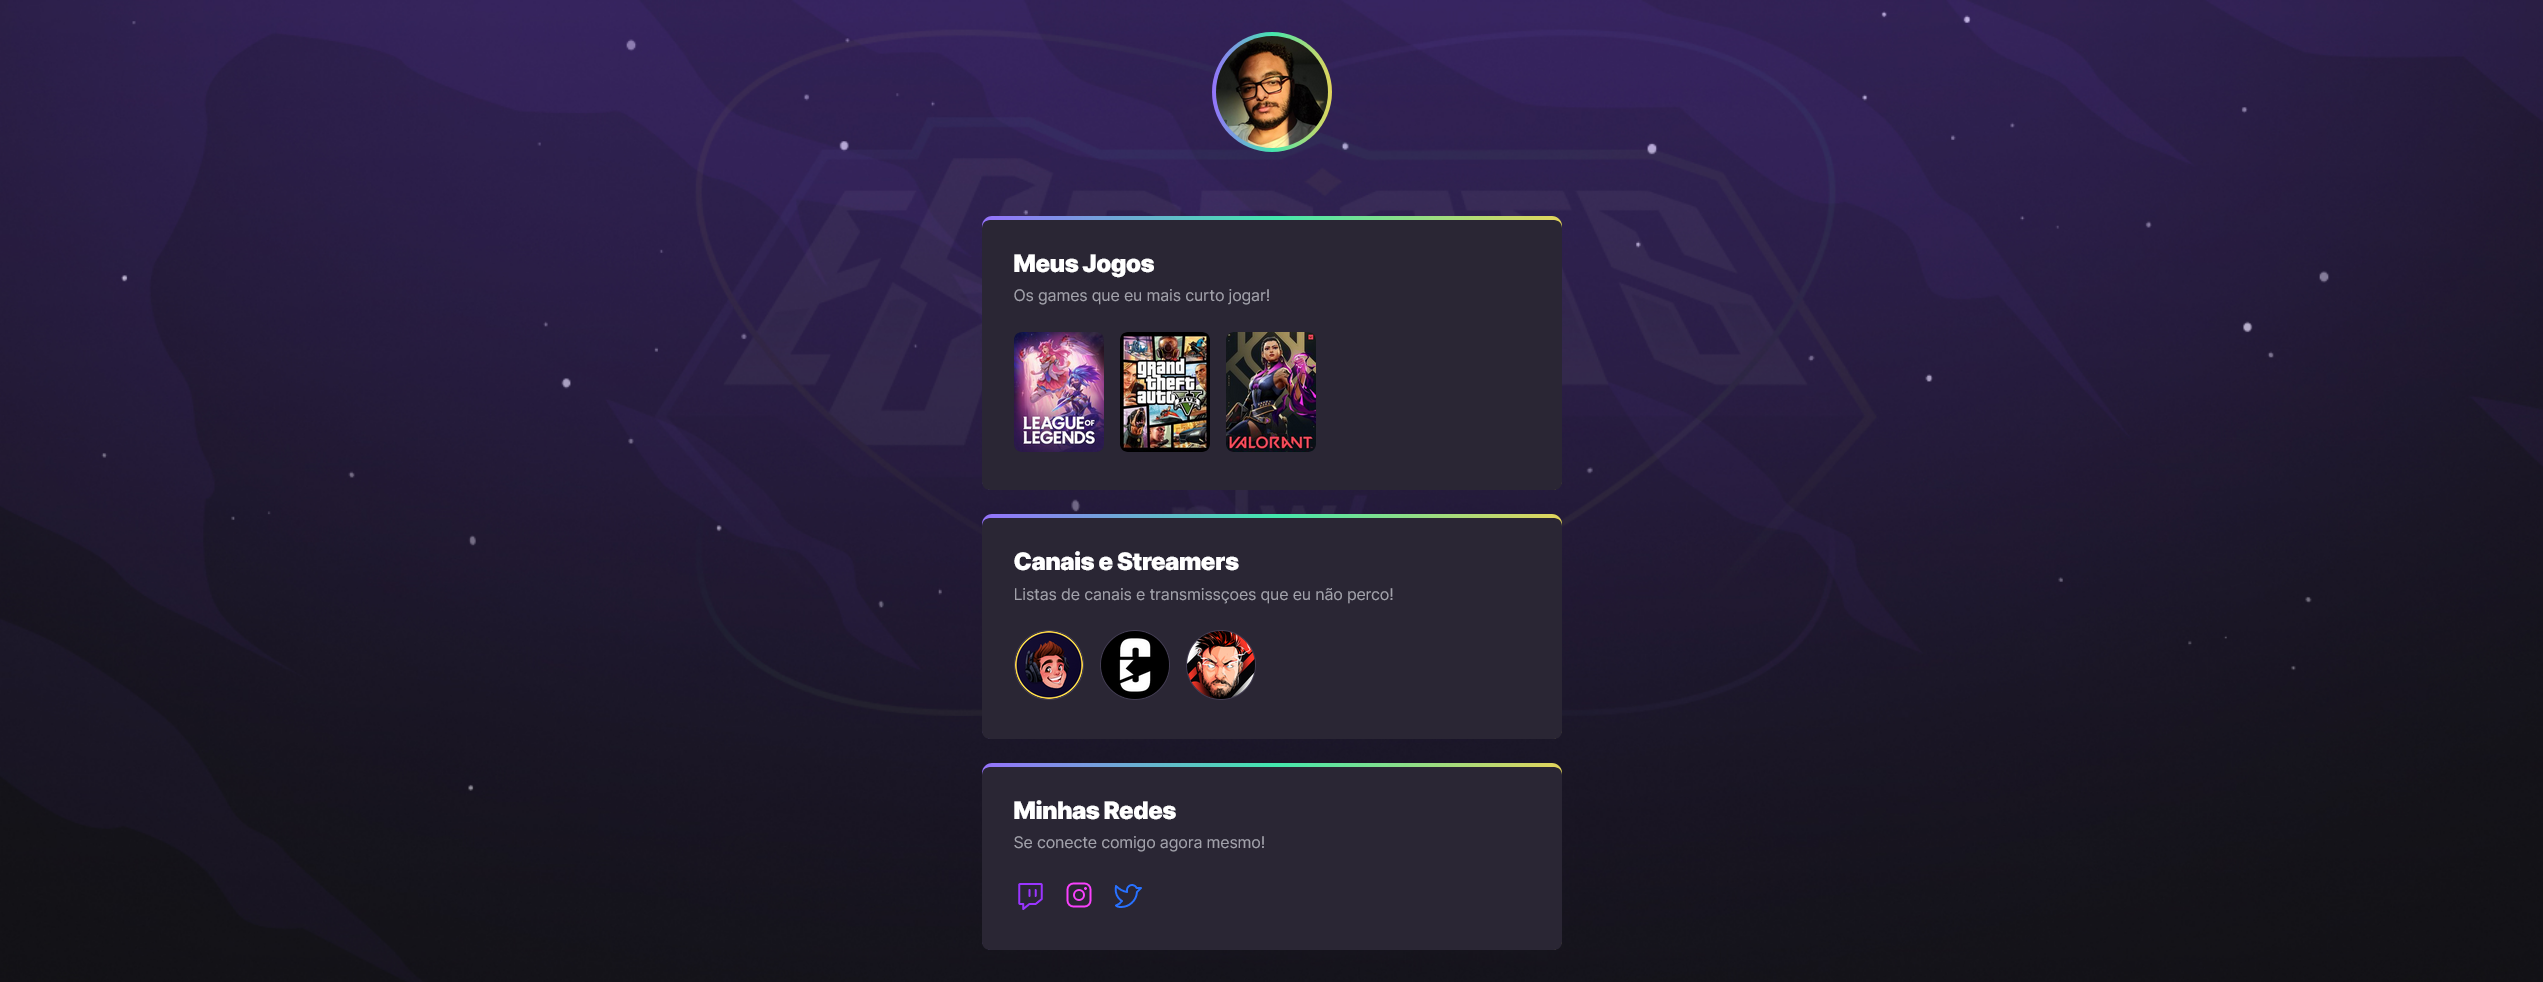 Meus Jogos
Os games que eu mais curto jogar!
LEAGUE OF
LEGENDS
grand
theft
auto
FIVE
VALORANT
Canais e Streamers
Listas de canais e transmissçoes que eu não perco!
Minhas Redes
Se conecte comigo agora mesmo!